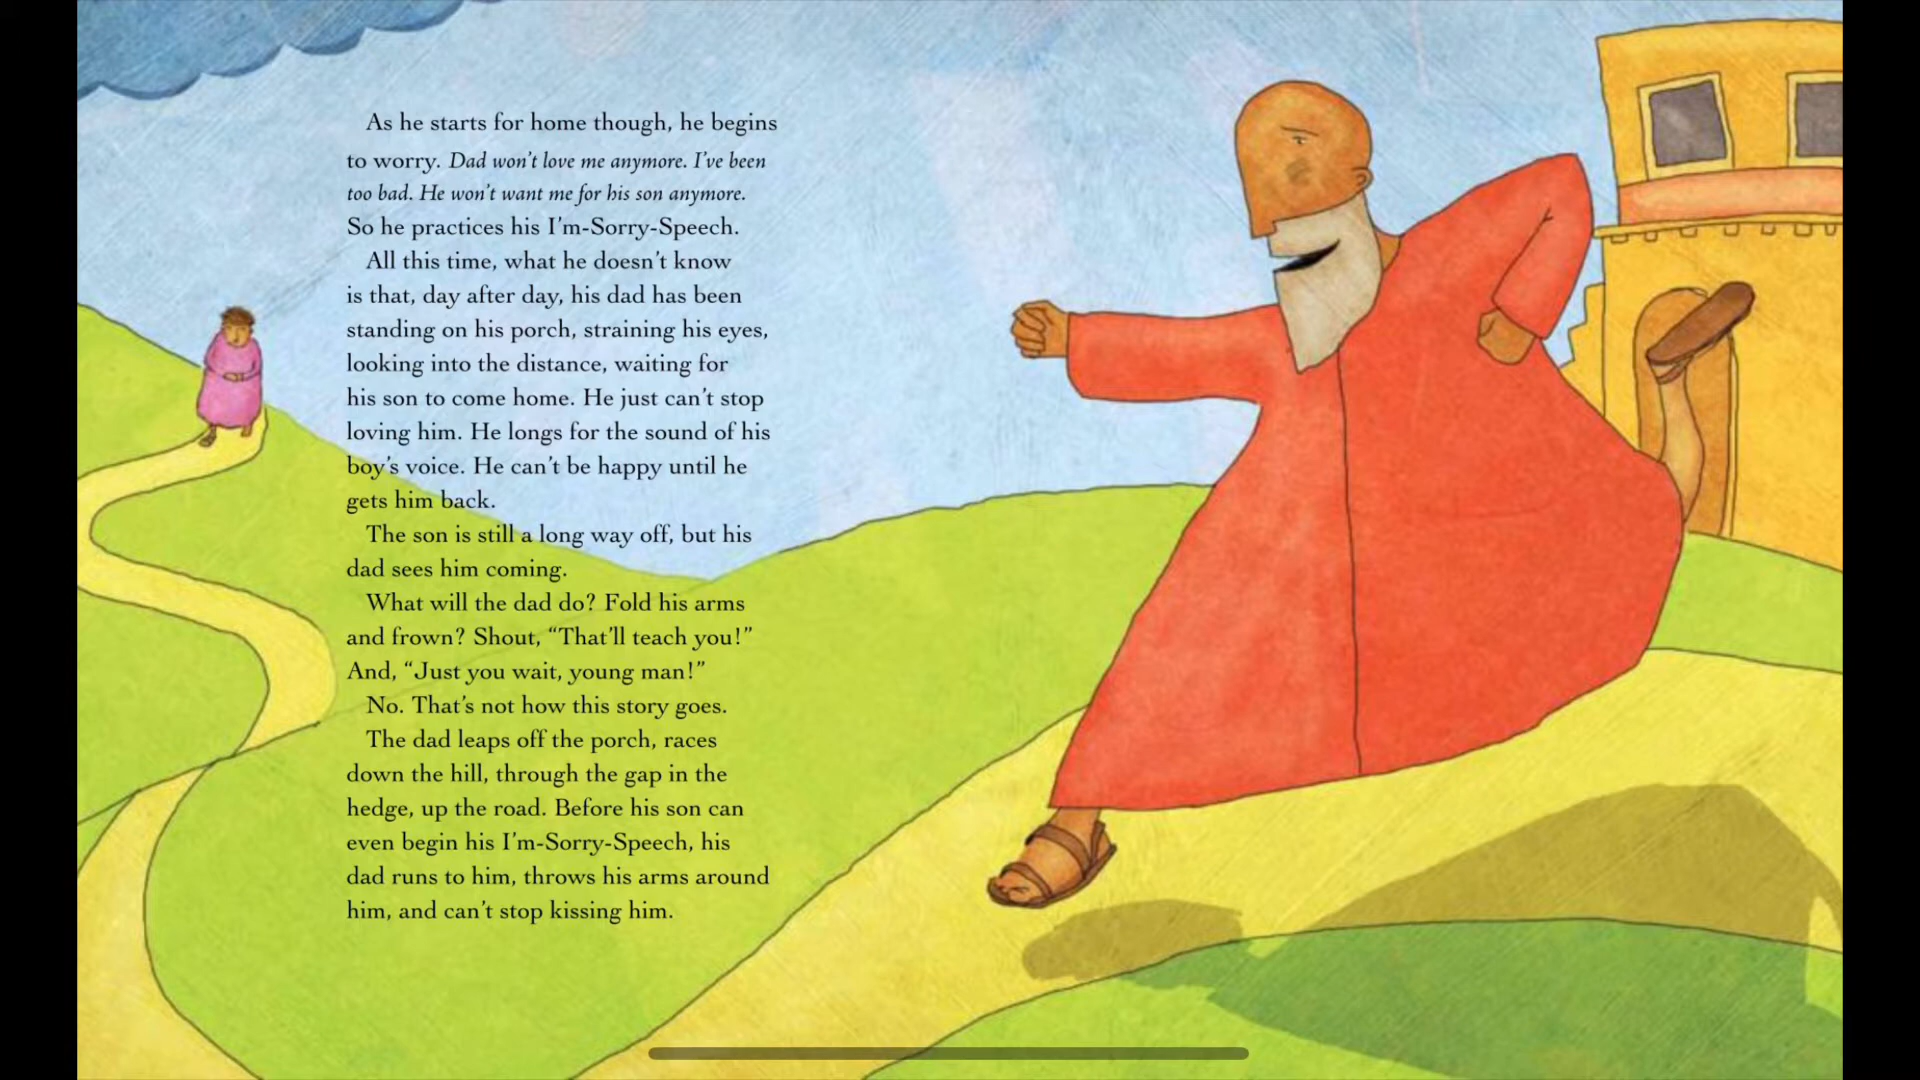 As he starts for home though, he begins
to worry. Dad won't love me anymore. I've been
too bad. He won't want me for his son anymore.
So he practices his I'm-Sorry-Speech.
All this time, what he doesn't know
is that, day after day, his dad has been
standing on his porch, straining his eyes,
looking into the distance, waiting for
his son to come home. He just can't stop
loving him. He longs for the sound of his
boy's voice. He can't be happy until he
gets him back.
The son is still a long way off, but his
dad sees him coming.
What will the dad do? Fold his arms
and frown? Shout, “That'll teach you!”
And, “Just you wait, young man!”
No. That's not how this story goes.
The dad leaps off the porch, races
down the hill, through the gap in the
hedge, up the road. Before his son can
even begin his I'm-Sorry-Speech, his
dad runs to him, throws his arms around
him, and can't stop kissing him.